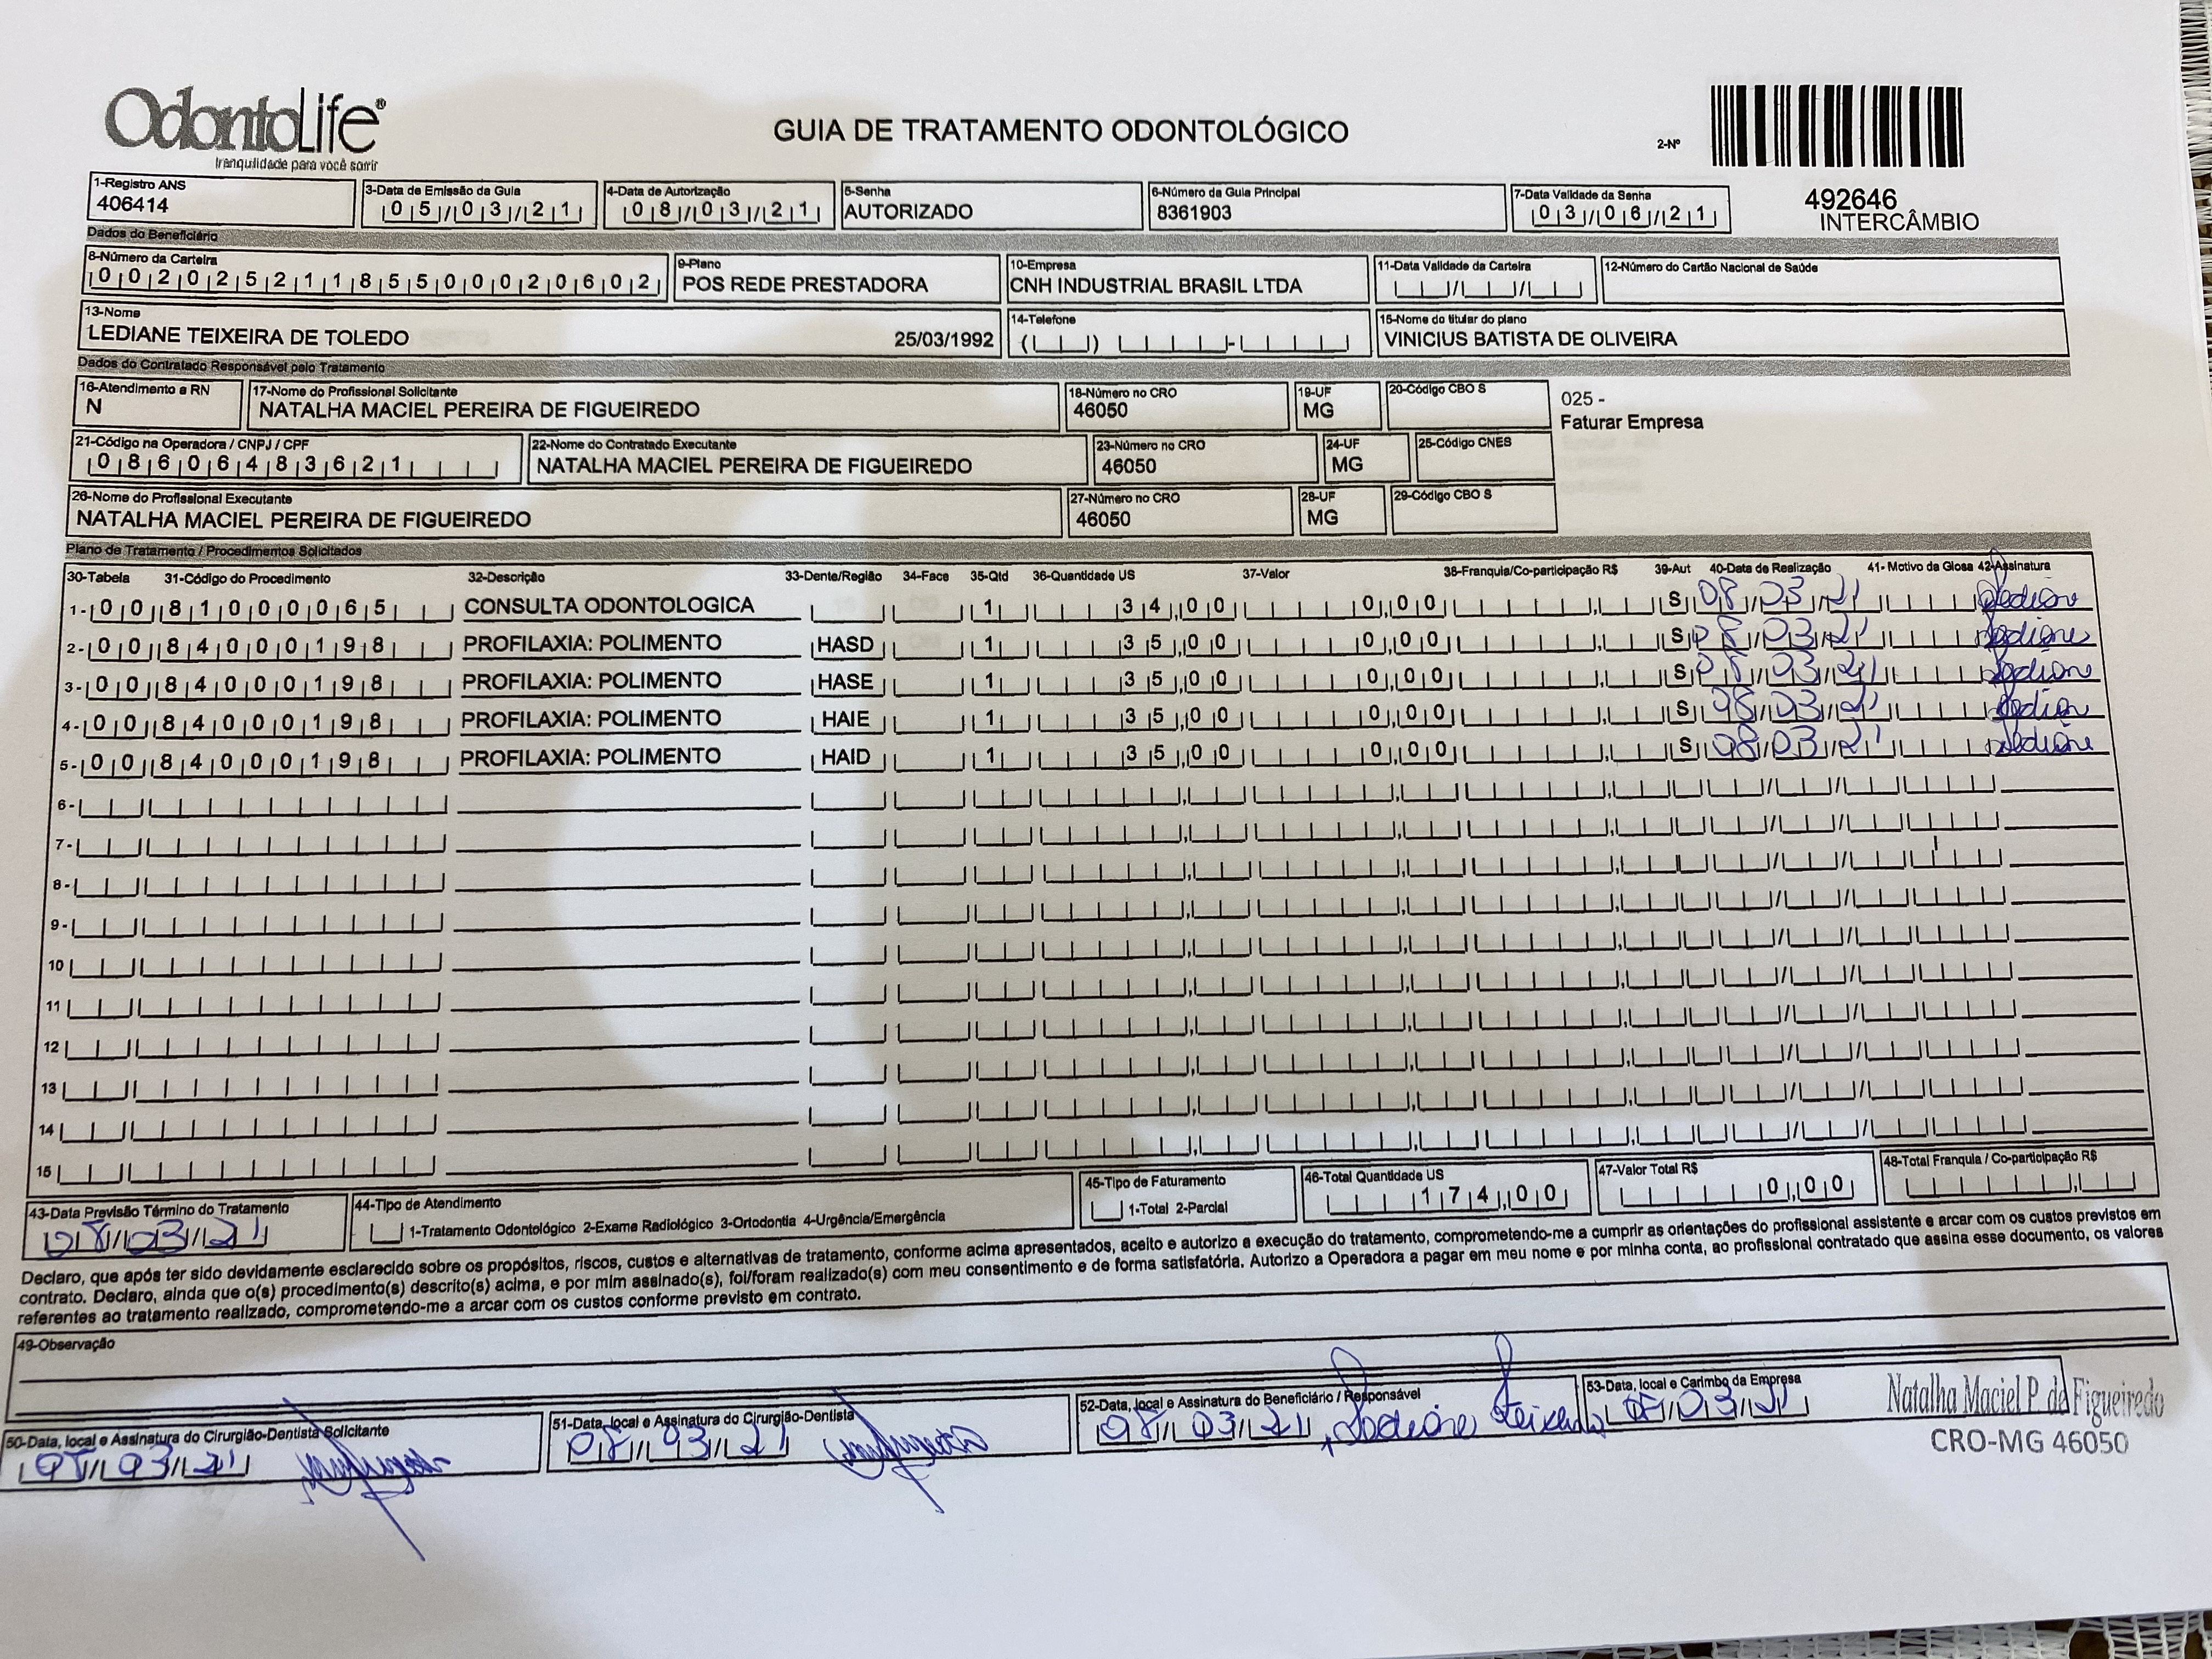 OdontoLife®
tranquilidade para você sorrir
GUIA DE TRATAMENTO ODONTOLÓGICO
2-Nº
492646
INTERCÂMBIO
1-Registro ANS
406414
3-Data de Emissão da Guia
05/03/21
4-Data de Autorização
08/03/21
5-Senha
AUTORIZADO
6-Número da Guia Principal
8361903
7-Data Validade da Senha
03/06/21
Dados do Beneficiário
8-Número da Carteira
00202521185500020602
9-Plano
POS REDE PRESTADORA
10-Empresa
CNH INDUSTRIAL BRASIL LTDA
11-Data Validade da Carteira
12-Número do Cartão Nacional de Saúde
13-Nome
LEDIANE TEIXEIRA DE TOLEDO 25/03/1992
14-Telefone
15-Nome do titular do plano
VINICIUS BATISTA DE OLIVEIRA
Dados do Contratado Responsável pelo Tratamento
16-Atendimento a RN
N
17-Nome do Profissional Solicitante
NATALHA MACIEL PEREIRA DE FIGUEIREDO
18-Número no CRO
46050
19-UF
MG
20-Código CBO S
025 -
Faturar Empresa
21-Código na Operadora / CNPJ / CPF
08606483621
22-Nome do Contratado Executante
NATALHA MACIEL PEREIRA DE FIGUEIREDO
23-Número no CRO
46050
24-UF
MG
25-Código CNES
26-Nome do Profissional Executante
NATALHA MACIEL PEREIRA DE FIGUEIREDO
27-Número no CRO
46050
28-UF
MG
29-Código CBO S
Plano de Tratamento / Procedimentos Solicitados
30-Tabela 31-Código do Procedimento 32-Descrição 33-Dente/Região 34-Face 35-Qtd 36-Quantidade US 37-Valor 38-Franquia/Co-participação R$ 39-Aut 40-Data de Realização 41-Motivo da Glosa 42-Assinatura
1- 00 81000065 CONSULTA ODONTOLOGICA 1 34,00 0,00 S 08/03/21 Lediane
2- 00 84000198 PROFILAXIA: POLIMENTO HASD 1 35,00 0,00 S 08/03/21 Lediane
3- 00 84000198 PROFILAXIA: POLIMENTO HASE 1 35,00 0,00 S 08/03/21 Lediane
4- 00 84000198 PROFILAXIA: POLIMENTO HAIE 1 35,00 0,00 S 08/03/21 Lediane
5- 00 84000198 PROFILAXIA: POLIMENTO HAID 1 35,00 0,00 S 08/03/21 Lediane
6-
7-
8-
9-
10
11
12
13
14
15
43-Data Previsão Término do Tratamento
08/03/21
44-Tipo de Atendimento
1-Tratamento Odontológico 2-Exame Radiológico 3-Ortodontia 4-Urgência/Emergência
45-Tipo de Faturamento
1-Total 2-Parcial
46-Total Quantidade US
174,00
47-Valor Total R$
0,00
48-Total Franquia / Co-participação R$
Declaro, que após ter sido devidamente esclarecido sobre os propósitos, riscos, custos e alternativas de tratamento, conforme acima apresentados, aceito e autorizo a execução do tratamento, comprometendo-me a cumprir as orientações do profissional assistente e arcar com os custos previstos em
contrato. Declaro, ainda que o(s) procedimento(s) descrito(s) acima, e por mim assinado(s), foi/foram realizado(s) com meu consentimento e de forma satisfatória. Autorizo a Operadora a pagar em meu nome e por minha conta, ao profissional contratado que assina esse documento, os valores
referentes ao tratamento realizado, comprometendo-me a arcar com os custos conforme previsto em contrato.
49-Observação
50-Data, local e Assinatura do Cirurgião-Dentista Solicitante
08/03/21
51-Data, local e Assinatura do Cirurgião-Dentista
08/03/21
52-Data, local e Assinatura do Beneficiário / Responsável
08/03/21 Lediane Teixeira
53-Data, local e Carimbo da Empresa
08/03/21
Natalha Maciel P. de Figueiredo
CRO-MG 46050